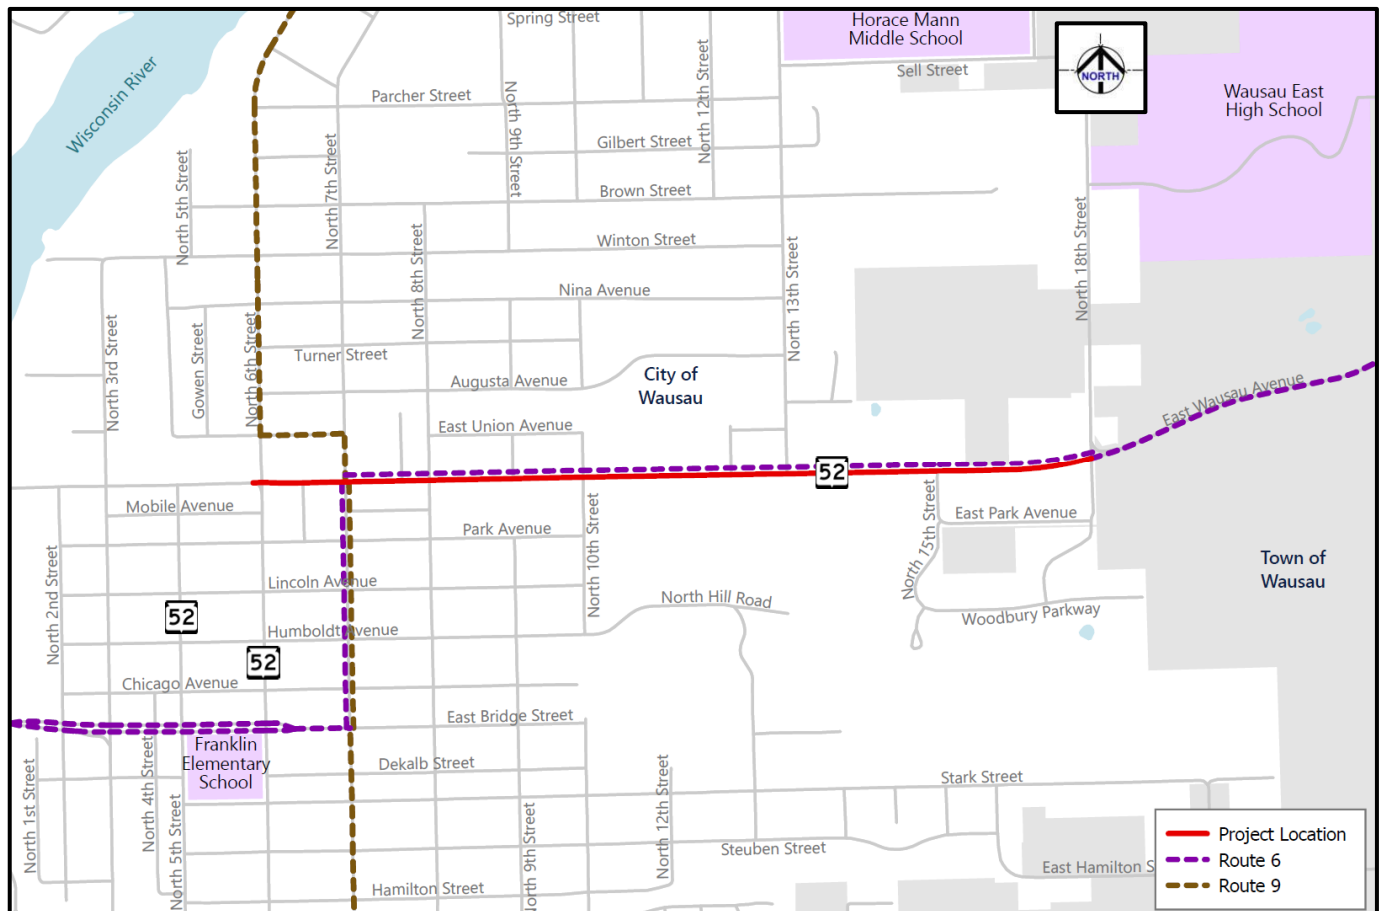 Spring Street
Horace Mann
Middle School
Sell Street
NORTH
Wausau East
High School
Wisconsin River
Parcher Street
North 9th Street
North 12th Street
Gilbert Street
North 7th Street
North 5th Street
Brown Street
North 8th Street
Winton Street
North 18th Street
North 13th Street
Nina Avenue
North 3rd Street
Gowen Street
North 6th Street
Turner Street
Augusta Avenue
City of
Wausau
East Wausau Avenue
East Union Avenue
52
Mobile Avenue
Park Avenue
North 10th Street
North 15th Street
East Park Avenue
North 2nd Street
Lincoln Avenue
Town of
Wausau
52
North Hill Road
Woodbury Parkway
Humboldt Avenue
52
Chicago Avenue
East Bridge Street
Franklin
Elementary
School
North 1st Street
North 4th Street
North 5th Street
Dekalb Street
North 12th Street
Stark Street
North 9th Street
Steuben Street
East Hamilton S
Hamilton Street
Project Location
Route 6
Route 9